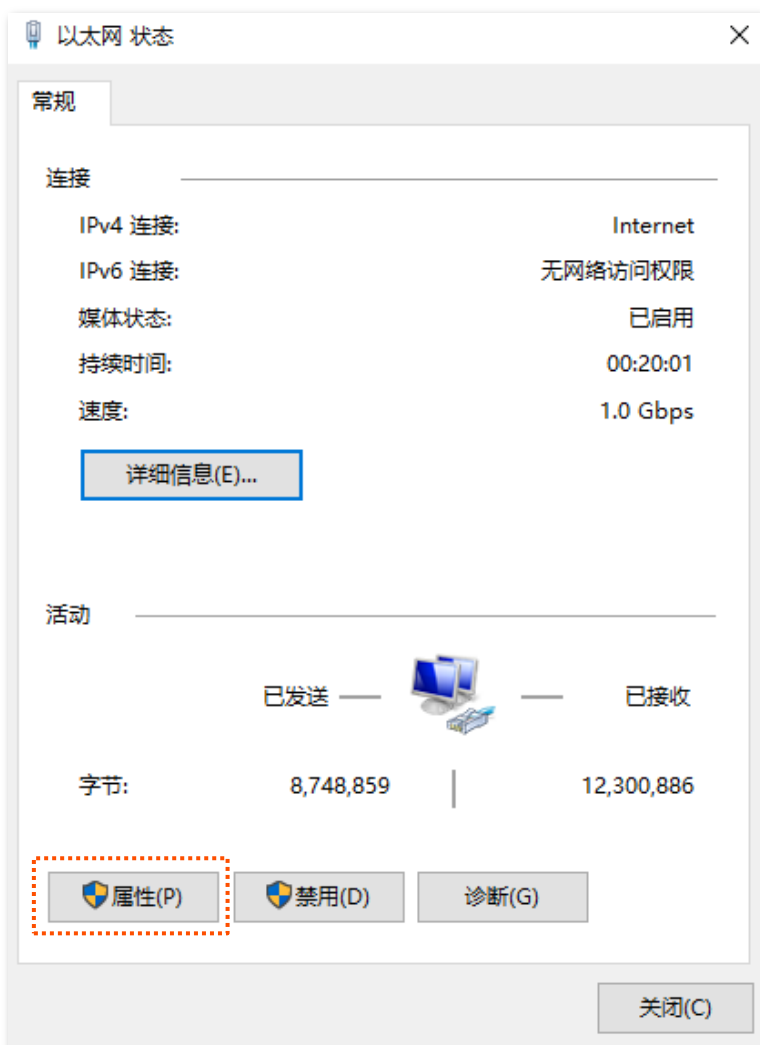 以太网 状态
常规
连接
IPv4 连接: Internet
IPv6 连接: 无网络访问权限
媒体状态: 已启用
持续时间: 00:20:01
速度: 1.0 Gbps
详细信息(E)...
活动
已发送 已接收
字节: 8,748,859 12,300,886
属性(P) 禁用(D) 诊断(G)
关闭(C)